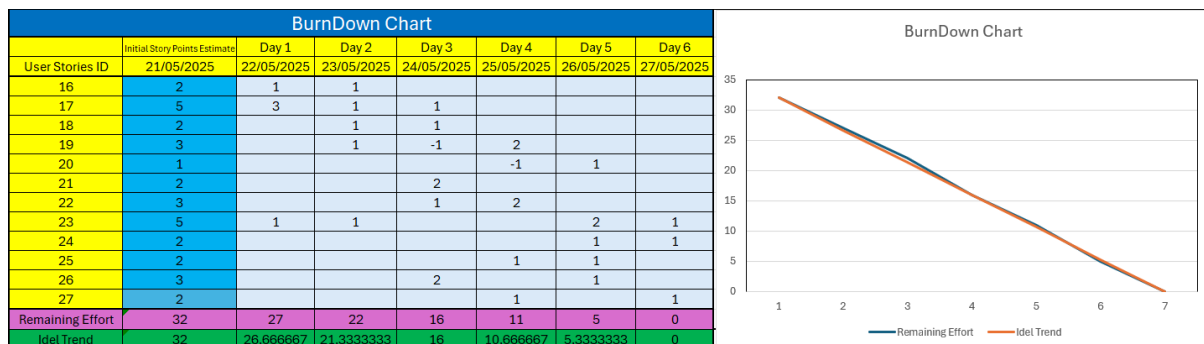 BurnDown Chart
Initial Story Points Estimate Day 1 Day 2 Day 3 Day 4 Day 5 Day 6
User Stories ID 21/05/2025 22/05/2025 23/05/2025 24/05/2025 25/05/2025 26/05/2025 27/05/2025
16 2 1 1
17 5 3 1 1
18 2 1 1
19 3 1 -1 2
20 1 -1 1
21 2 2
22 3 1 2
23 5 1 1 2 1
24 2 1 1
25 2 1 1
26 3 2 1
27 2 1 1
Remaining Effort 32 27 22 16 11 5 0
Idel Trend 32 26.666667 21.3333333 16 10.666667 5.3333333 0
BurnDown Chart
35
30
25
20
15
10
5
0
1 2 3 4 5 6 7
Remaining Effort Idel Trend